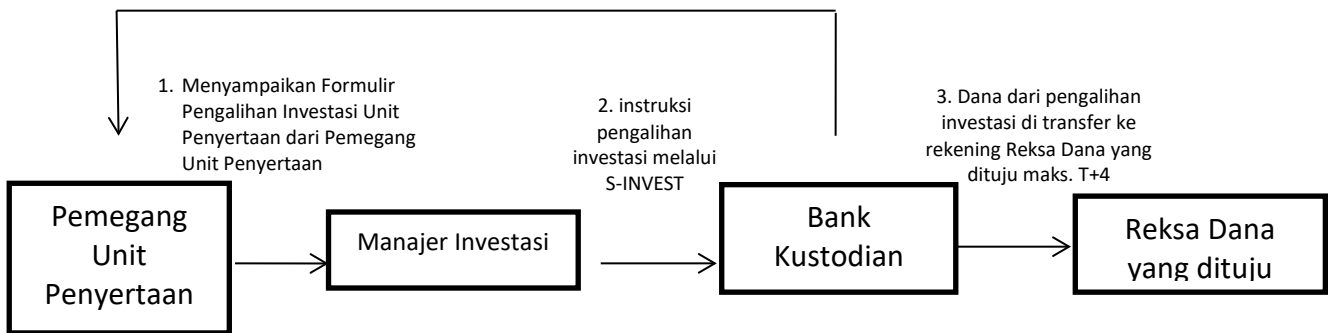 1. Menyampaikan Formulir
Pengalihan Investasi Unit
Penyertaan dari Pemegang
Unit Penyertaan
2. instruksi
pengalihan
investasi melalui
S-INVEST
3. Dana dari pengalihan
investasi di transfer ke
rekening Reksa Dana yang
dituju maks. T+4
Pemegang
Unit
Penyertaan
Manajer Investasi
Bank
Kustodian
Reksa Dana
yang dituju